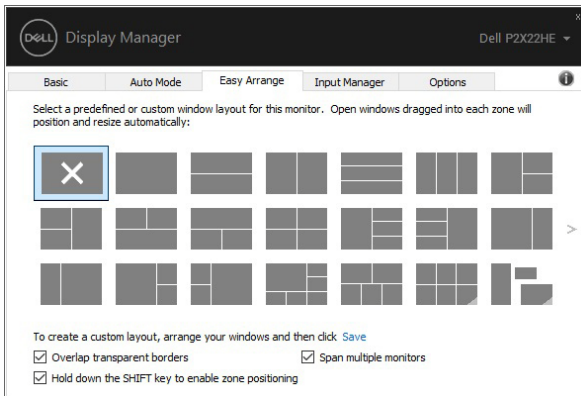 DELL Display Manager
Dell P2X22HE
Basic
Auto Mode
Easy Arrange
Input Manager
Options
Select a predefined or custom window layout for this monitor. Open windows dragged into each zone will
position and resize automatically:
To create a custom layout, arrange your windows and then click Save
Overlap transparent borders
Span multiple monitors
Hold down the SHIFT key to enable zone positioning